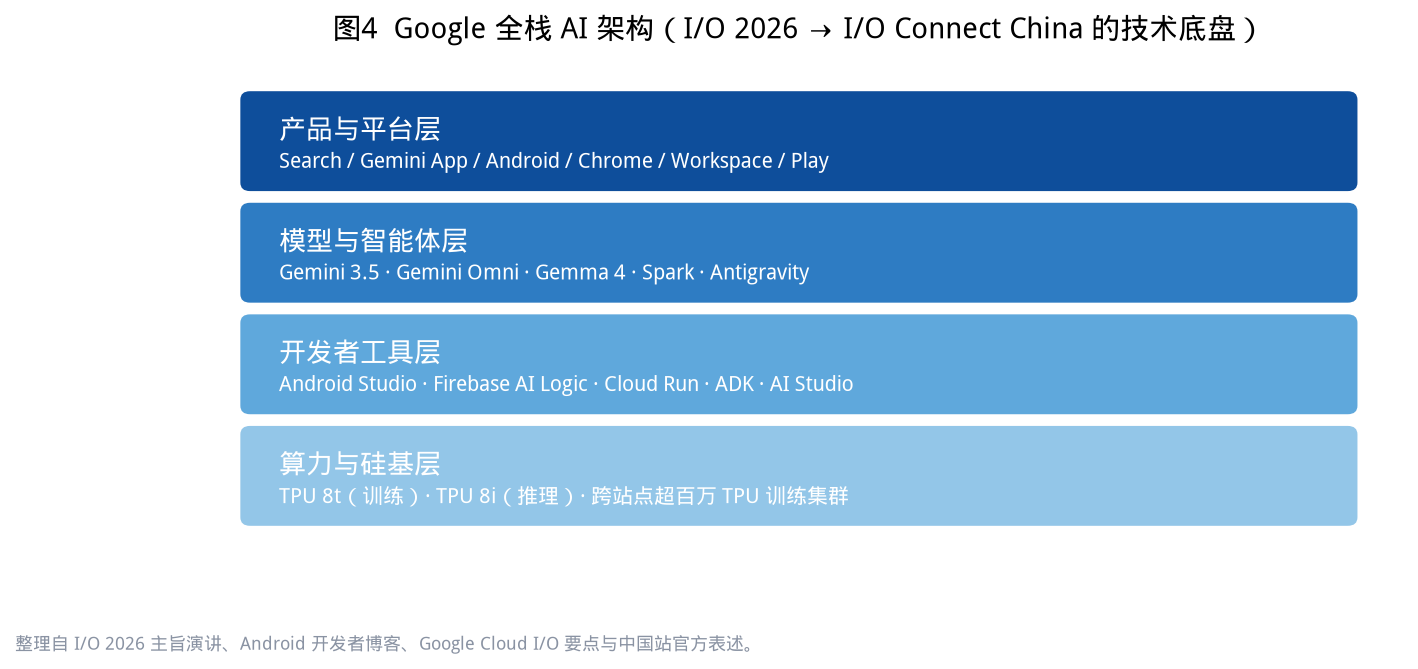 图4 Google 全栈 AI 架构（I/O 2026 → I/O Connect China 的技术底盘）
产品与平台层
Search / Gemini App / Android / Chrome / Workspace / Play
模型与智能体层
Gemini 3.5 · Gemini Omni · Gemma 4 · Spark · Antigravity
开发者工具层
Android Studio · Firebase AI Logic · Cloud Run · ADK · AI Studio
算力与硅基层
TPU 8t（训练）· TPU 8i（推理）· 跨站点超百万 TPU 训练集群
整理自 I/O 2026 主旨演讲、Android 开发者博客、Google Cloud I/O 要点与中国站官方表述。